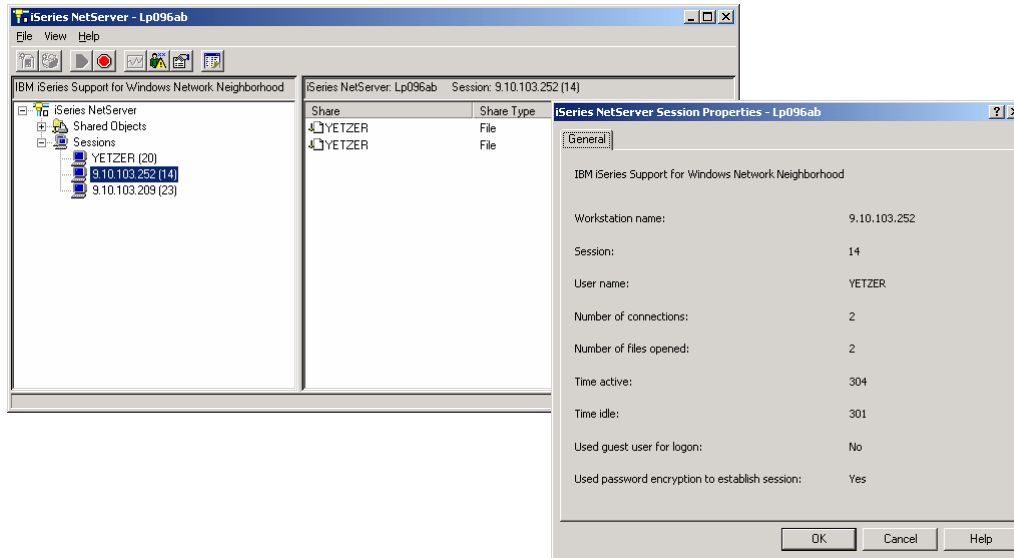 iSeries NetServer - Lp096ab
File View Help
IBM iSeries Support for Windows Network Neighborhood
iSeries NetServer: Lp096ab Session: 9.10.103.252 (14)
iSeries NetServer
Shared Objects
Sessions
YETZER (20)
9.10.103.252 (14)
9.10.103.209 (23)
Share Share Type
YETZER File
YETZER File
iSeries NetServer Session Properties - Lp096ab
General
IBM iSeries Support for Windows Network Neighborhood
Workstation name: 9.10.103.252
Session: 14
User name: YETZER
Number of connections: 2
Number of files opened: 2
Time active: 304
Time idle: 301
Used guest user for logon: No
Used password encryption to establish session: Yes
OK Cancel Help